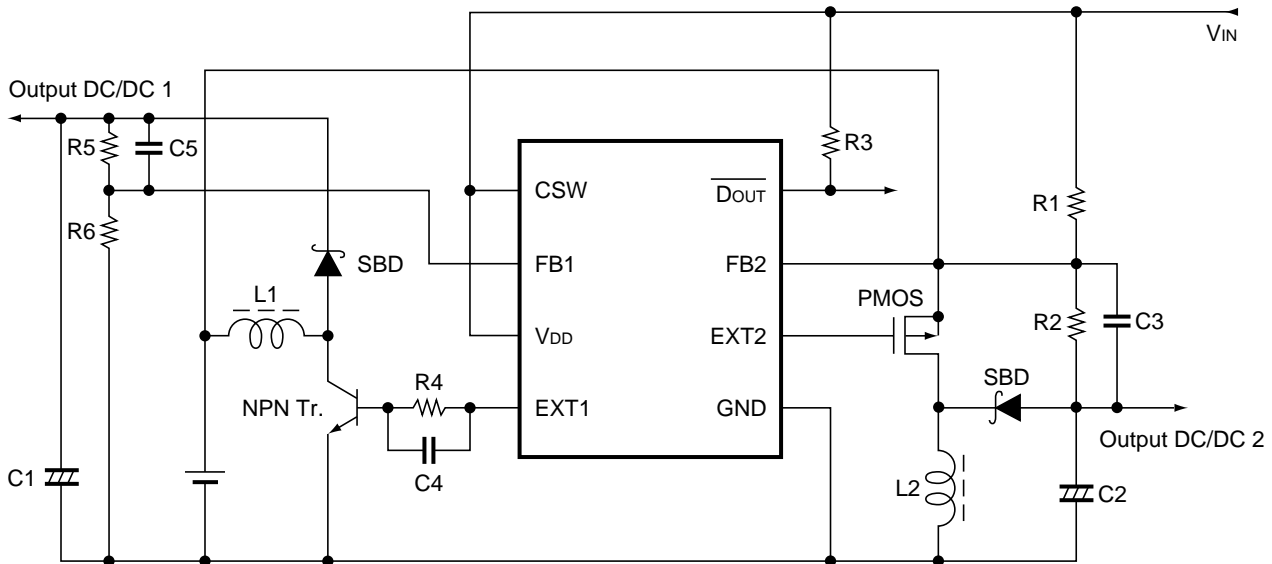 VIN
Output DC/DC 1
R5
C5
R3
CSW
DOUT
R1
R6
FB1
FB2
SBD
L1
PMOS
VDD
EXT2
R2
C3
R4
SBD
NPN Tr.
EXT1
GND
Output DC/DC 2
C1
C4
L2
C2